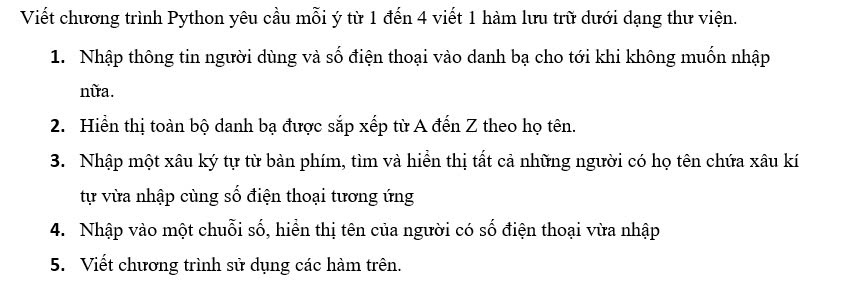 Viết chương trình Python yêu cầu mỗi ý từ 1 đến 4 viết 1 hàm lưu trữ dưới dạng thư viện.
1. Nhập thông tin người dùng và số điện thoại vào danh bạ cho tới khi không muốn nhập
nữa.
2. Hiển thị toàn bộ danh bạ được sắp xếp từ A đến Z theo họ tên.
3. Nhập một xâu ký tự từ bàn phím, tìm và hiển thị tất cả những người có họ tên chứa xâu kí
tự vừa nhập cùng số điện thoại tương ứng
4. Nhập vào một chuỗi số, hiển thị tên của người có số điện thoại vừa nhập
5. Viết chương trình sử dụng các hàm trên.